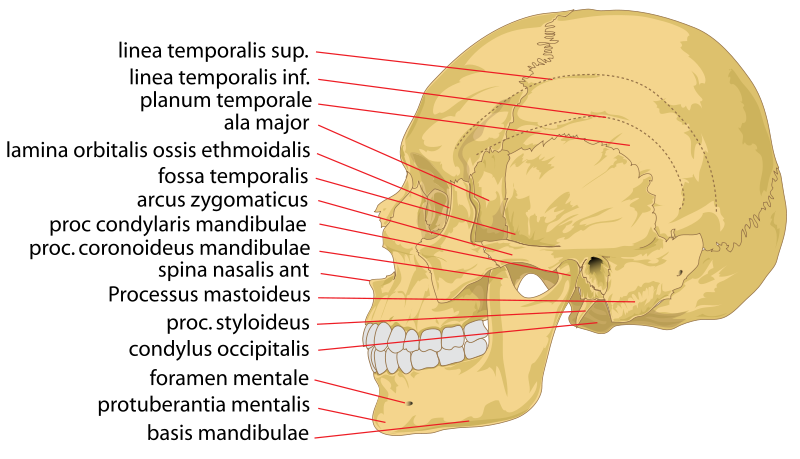 linea temporalis sup.
linea temporalis inf.
planum temporale
ala major
lamina orbitalis ossis ethmoidalis
fossa temporalis
arcus zygomaticus
proc condylaris mandibulae
proc. coronoideus mandibulae
spina nasalis ant
Processus mastoideus
proc. styloideus
condylus occipitalis
foramen mentale
protuberantia mentalis
basis mandibulae